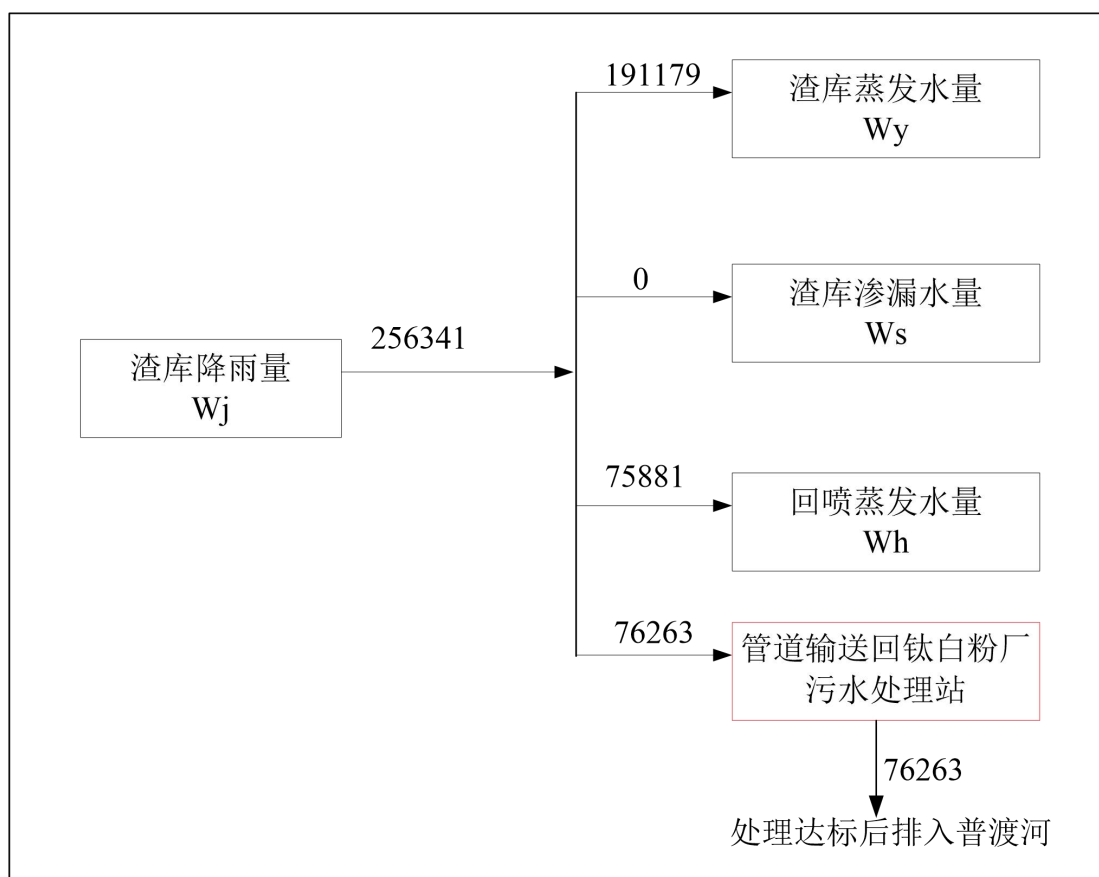 191179
渣库蒸发水量
Wy
0
渣库渗漏水量
Ws
256341
渣库降雨量
Wj
75881
回喷蒸发水量
Wh
76263
管道输送回钛白粉厂
污水处理站
76263
处理达标后排入普渡河